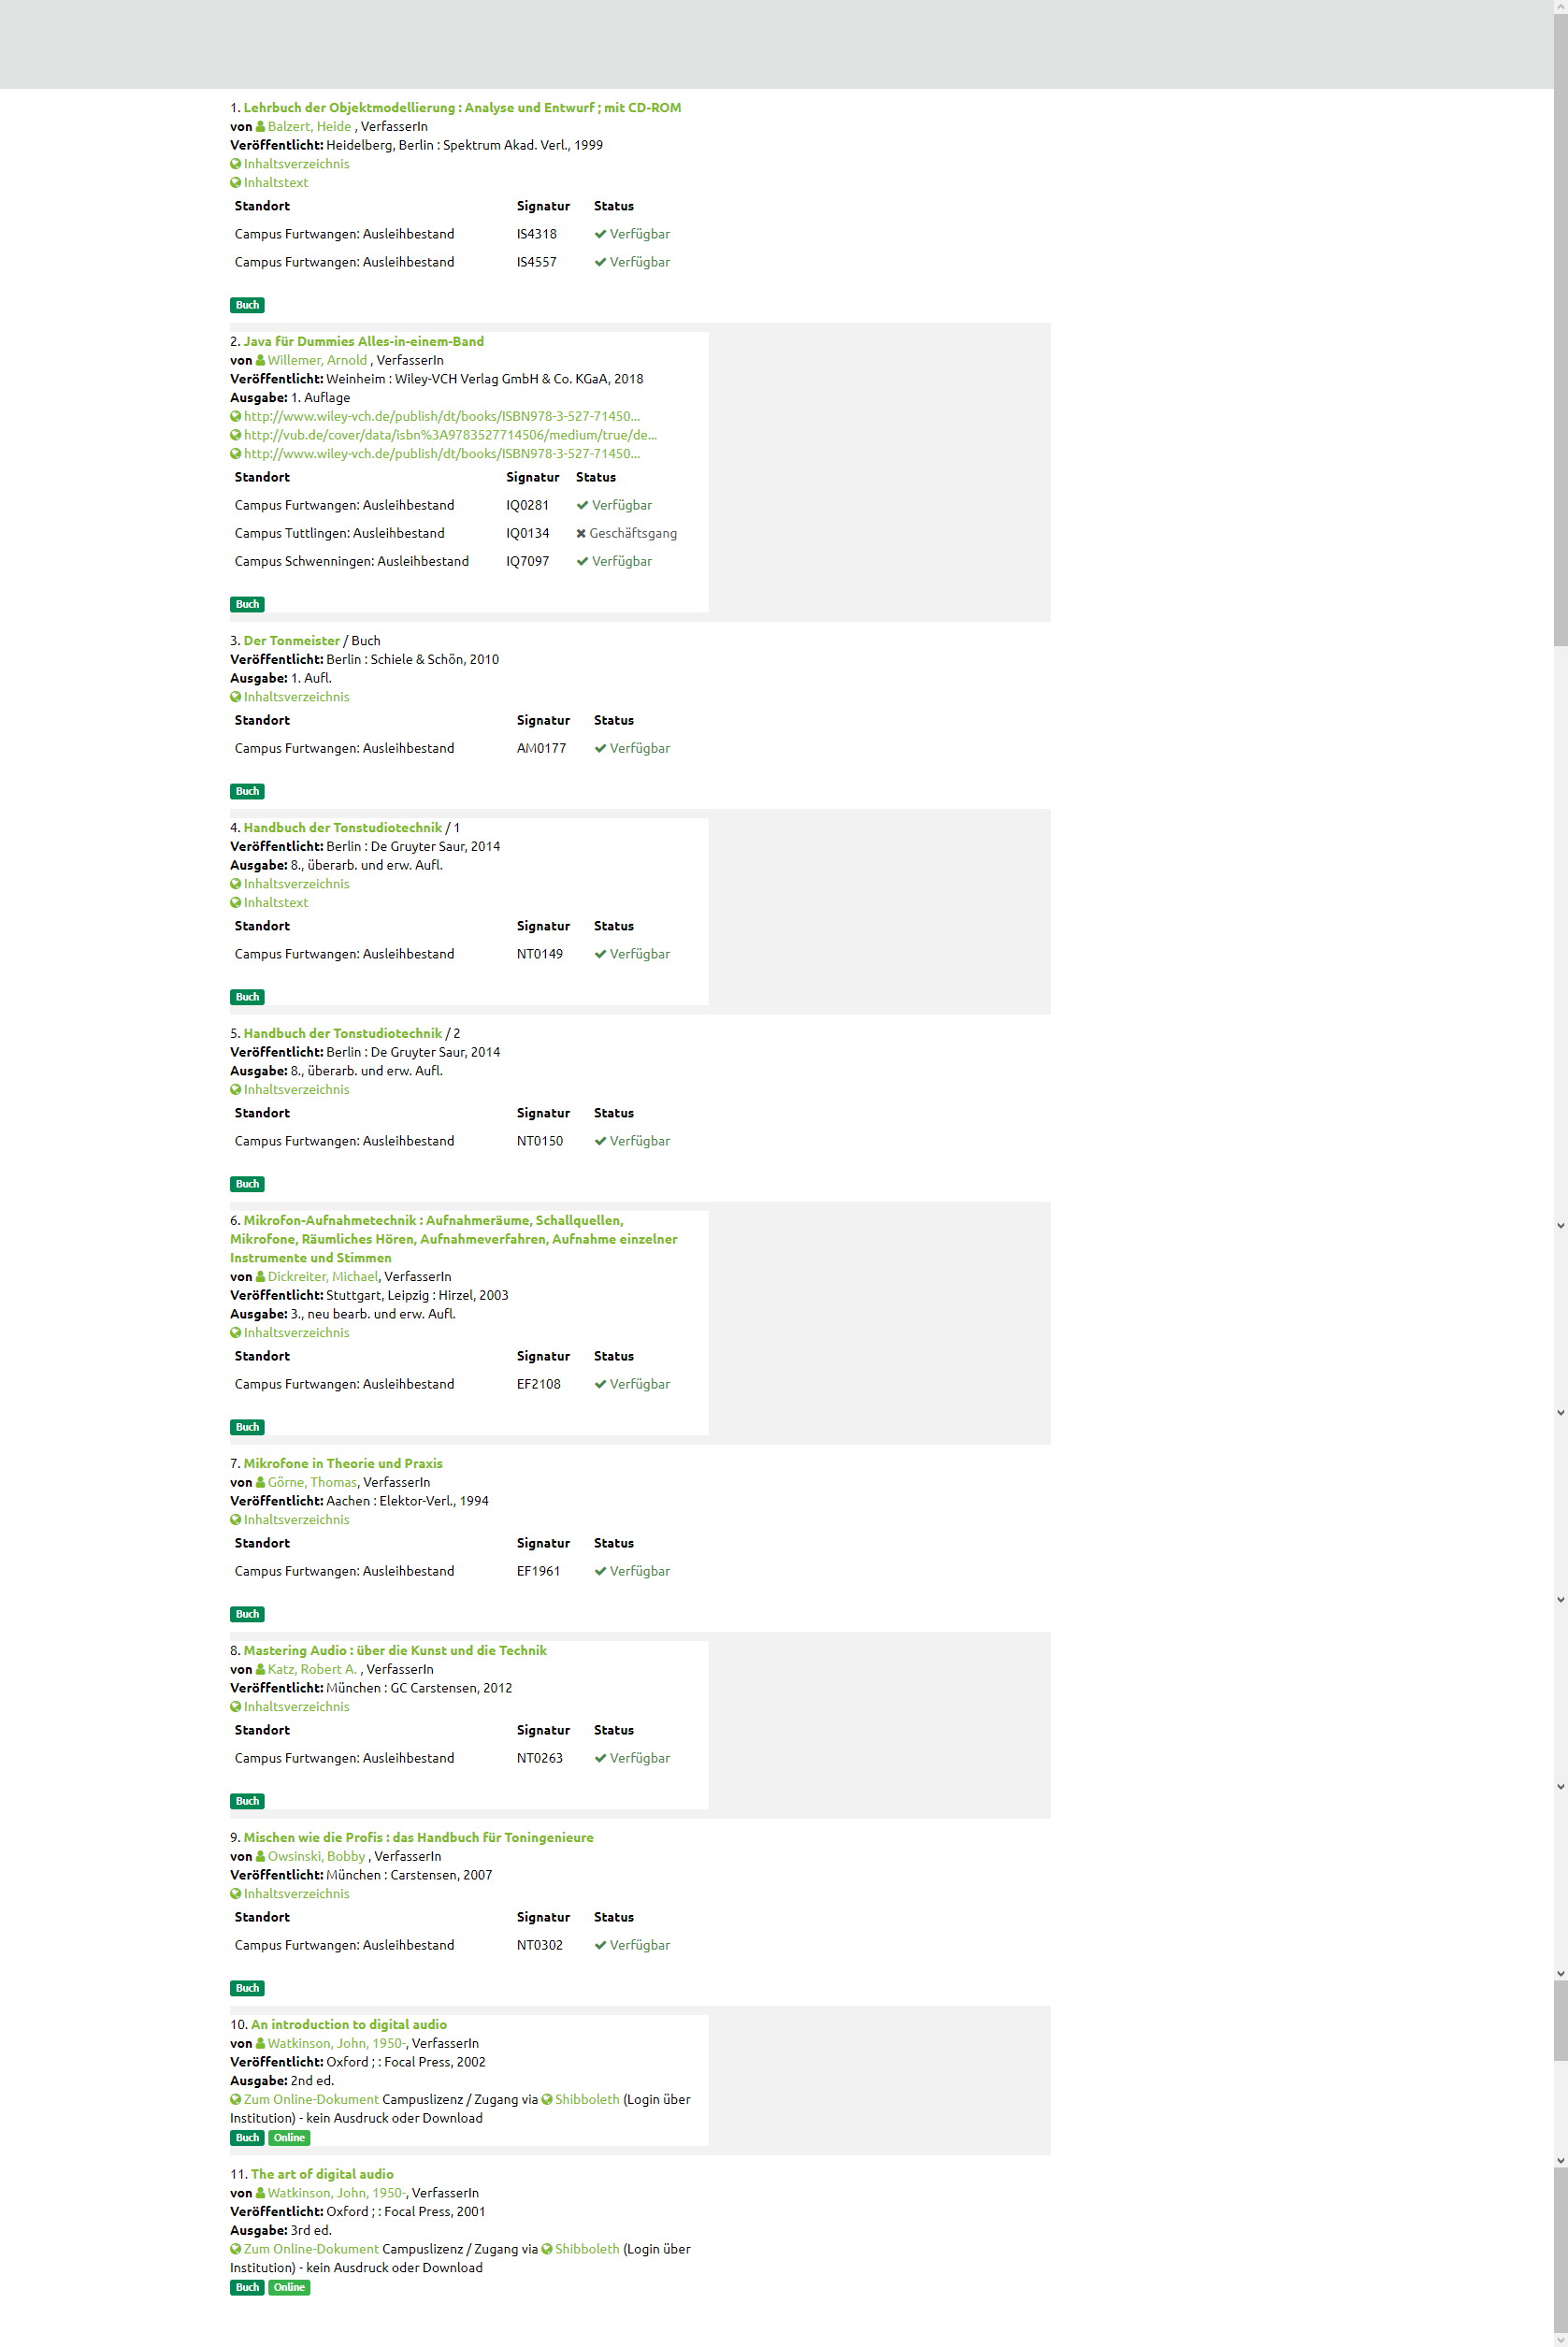 1. Lehrbuch der Objektmodellierung : Analyse und Entwurf ; mit CD-ROM
von Balzert, Heide , VerfasserIn
Veröffentlicht: Heidelberg, Berlin : Spektrum Akad. Verl., 1999
Inhaltsverzeichnis
Inhaltstext
Standort Signatur Status
Campus Furtwangen: Ausleihbestand IS4318 Verfügbar
Campus Furtwangen: Ausleihbestand IS4557 Verfügbar
Buch
2. Java für Dummies Alles-in-einem-Band
von Willemer, Arnold , VerfasserIn
Veröffentlicht: Weinheim : Wiley-VCH Verlag GmbH & Co. KGaA, 2018
Ausgabe: 1. Auflage
http://www.wiley-vch.de/publish/dt/books/ISBN978-3-527-71450...
http://vub.de/cover/data/isbn%3A9783527714506/medium/true/de...
http://www.wiley-vch.de/publish/dt/books/ISBN978-3-527-71450...
Standort Signatur Status
Campus Furtwangen: Ausleihbestand IQ0281 Verfügbar
Campus Tuttlingen: Ausleihbestand IQ0134 Geschäftsgang
Campus Schwenningen: Ausleihbestand IQ7097 Verfügbar
Buch
3. Der Tonmeister / Buch
Veröffentlicht: Berlin : Schiele & Schön, 2010
Ausgabe: 1. Aufl.
Inhaltsverzeichnis
Standort Signatur Status
Campus Furtwangen: Ausleihbestand AM0177 Verfügbar
Buch
4. Handbuch der Tonstudiotechnik / 1
Veröffentlicht: Berlin : De Gruyter Saur, 2014
Ausgabe: 8., überarb. und erw. Aufl.
Inhaltsverzeichnis
Inhaltstext
Standort Signatur Status
Campus Furtwangen: Ausleihbestand NT0149 Verfügbar
Buch
5. Handbuch der Tonstudiotechnik / 2
Veröffentlicht: Berlin : De Gruyter Saur, 2014
Ausgabe: 8., überarb. und erw. Aufl.
Inhaltsverzeichnis
Standort Signatur Status
Campus Furtwangen: Ausleihbestand NT0150 Verfügbar
Buch
6. Mikrofon-Aufnahmetechnik : Aufnahmeräume, Schallquellen,
Mikrofone, Räumliches Hören, Aufnahmeverfahren, Aufnahme einzelner
Instrumente und Stimmen
von Dickreiter, Michael, VerfasserIn
Veröffentlicht: Stuttgart, Leipzig : Hirzel, 2003
Ausgabe: 3., neu bearb. und erw. Aufl.
Inhaltsverzeichnis
Standort Signatur Status
Campus Furtwangen: Ausleihbestand EF2108 Verfügbar
Buch
7. Mikrofone in Theorie und Praxis
von Görne, Thomas, VerfasserIn
Veröffentlicht: Aachen : Elektor-Verl., 1994
Inhaltsverzeichnis
Standort Signatur Status
Campus Furtwangen: Ausleihbestand EF1961 Verfügbar
Buch
8. Mastering Audio : über die Kunst und die Technik
von Katz, Robert A. , VerfasserIn
Veröffentlicht: München : GC Carstensen, 2012
Inhaltsverzeichnis
Standort Signatur Status
Campus Furtwangen: Ausleihbestand NT0263 Verfügbar
Buch
9. Mischen wie die Profis : das Handbuch für Toningenieure
von Owsinski, Bobby , VerfasserIn
Veröffentlicht: München : Carstensen, 2007
Inhaltsverzeichnis
Standort Signatur Status
Campus Furtwangen: Ausleihbestand NT0302 Verfügbar
Buch
10. An introduction to digital audio
von Watkinson, John, 1950-, VerfasserIn
Veröffentlicht: Oxford ; : Focal Press, 2002
Ausgabe: 2nd ed.
Zum Online-Dokument Campuslizenz / Zugang via Shibboleth (Login über
Institution) - kein Ausdruck oder Download
Buch Online
11. The art of digital audio
von Watkinson, John, 1950-, VerfasserIn
Veröffentlicht: Oxford ; : Focal Press, 2001
Ausgabe: 3rd ed.
Zum Online-Dokument Campuslizenz / Zugang via Shibboleth (Login über
Institution) - kein Ausdruck oder Download
Buch Online